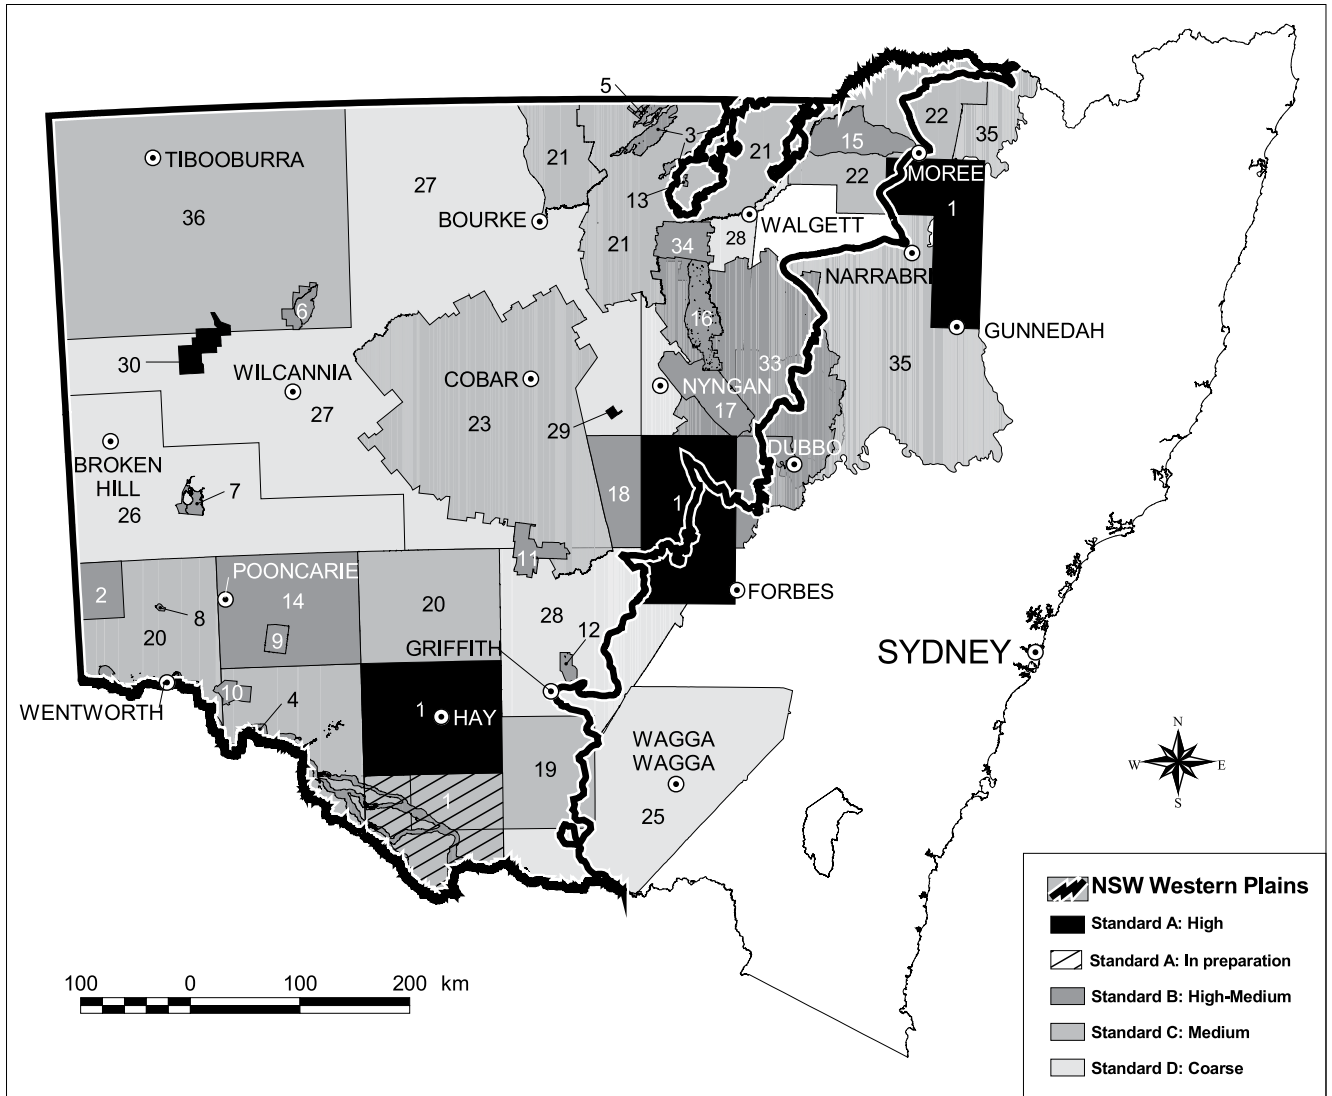 5
22
3
35
21
15
21
TIBOOBURRA
27
22
MOREE
13
36
BOURKE
1
WALGETT
21
34
28
NARRABRI
6
16
GUNNEDAH
30
WILCANNIA
COBAR
33
35
27
NYNGAN
23
29
17
BROKEN
HILL
DUBBO
7
18
1
26
11
POONCARIE
2
14
20
FORBES
8
28
20
9
GRIFFITH
12
SYDNEY
10
4
WENTWORTH
1
HAY
WAGGA
WAGGA
19
1
25
N
W
E
S
NSW Western Plains
Standard A: High
Standard A: In preparation
Standard B: High-Medium
Standard C: Medium
Standard D: Coarse
100 0 100 200 km